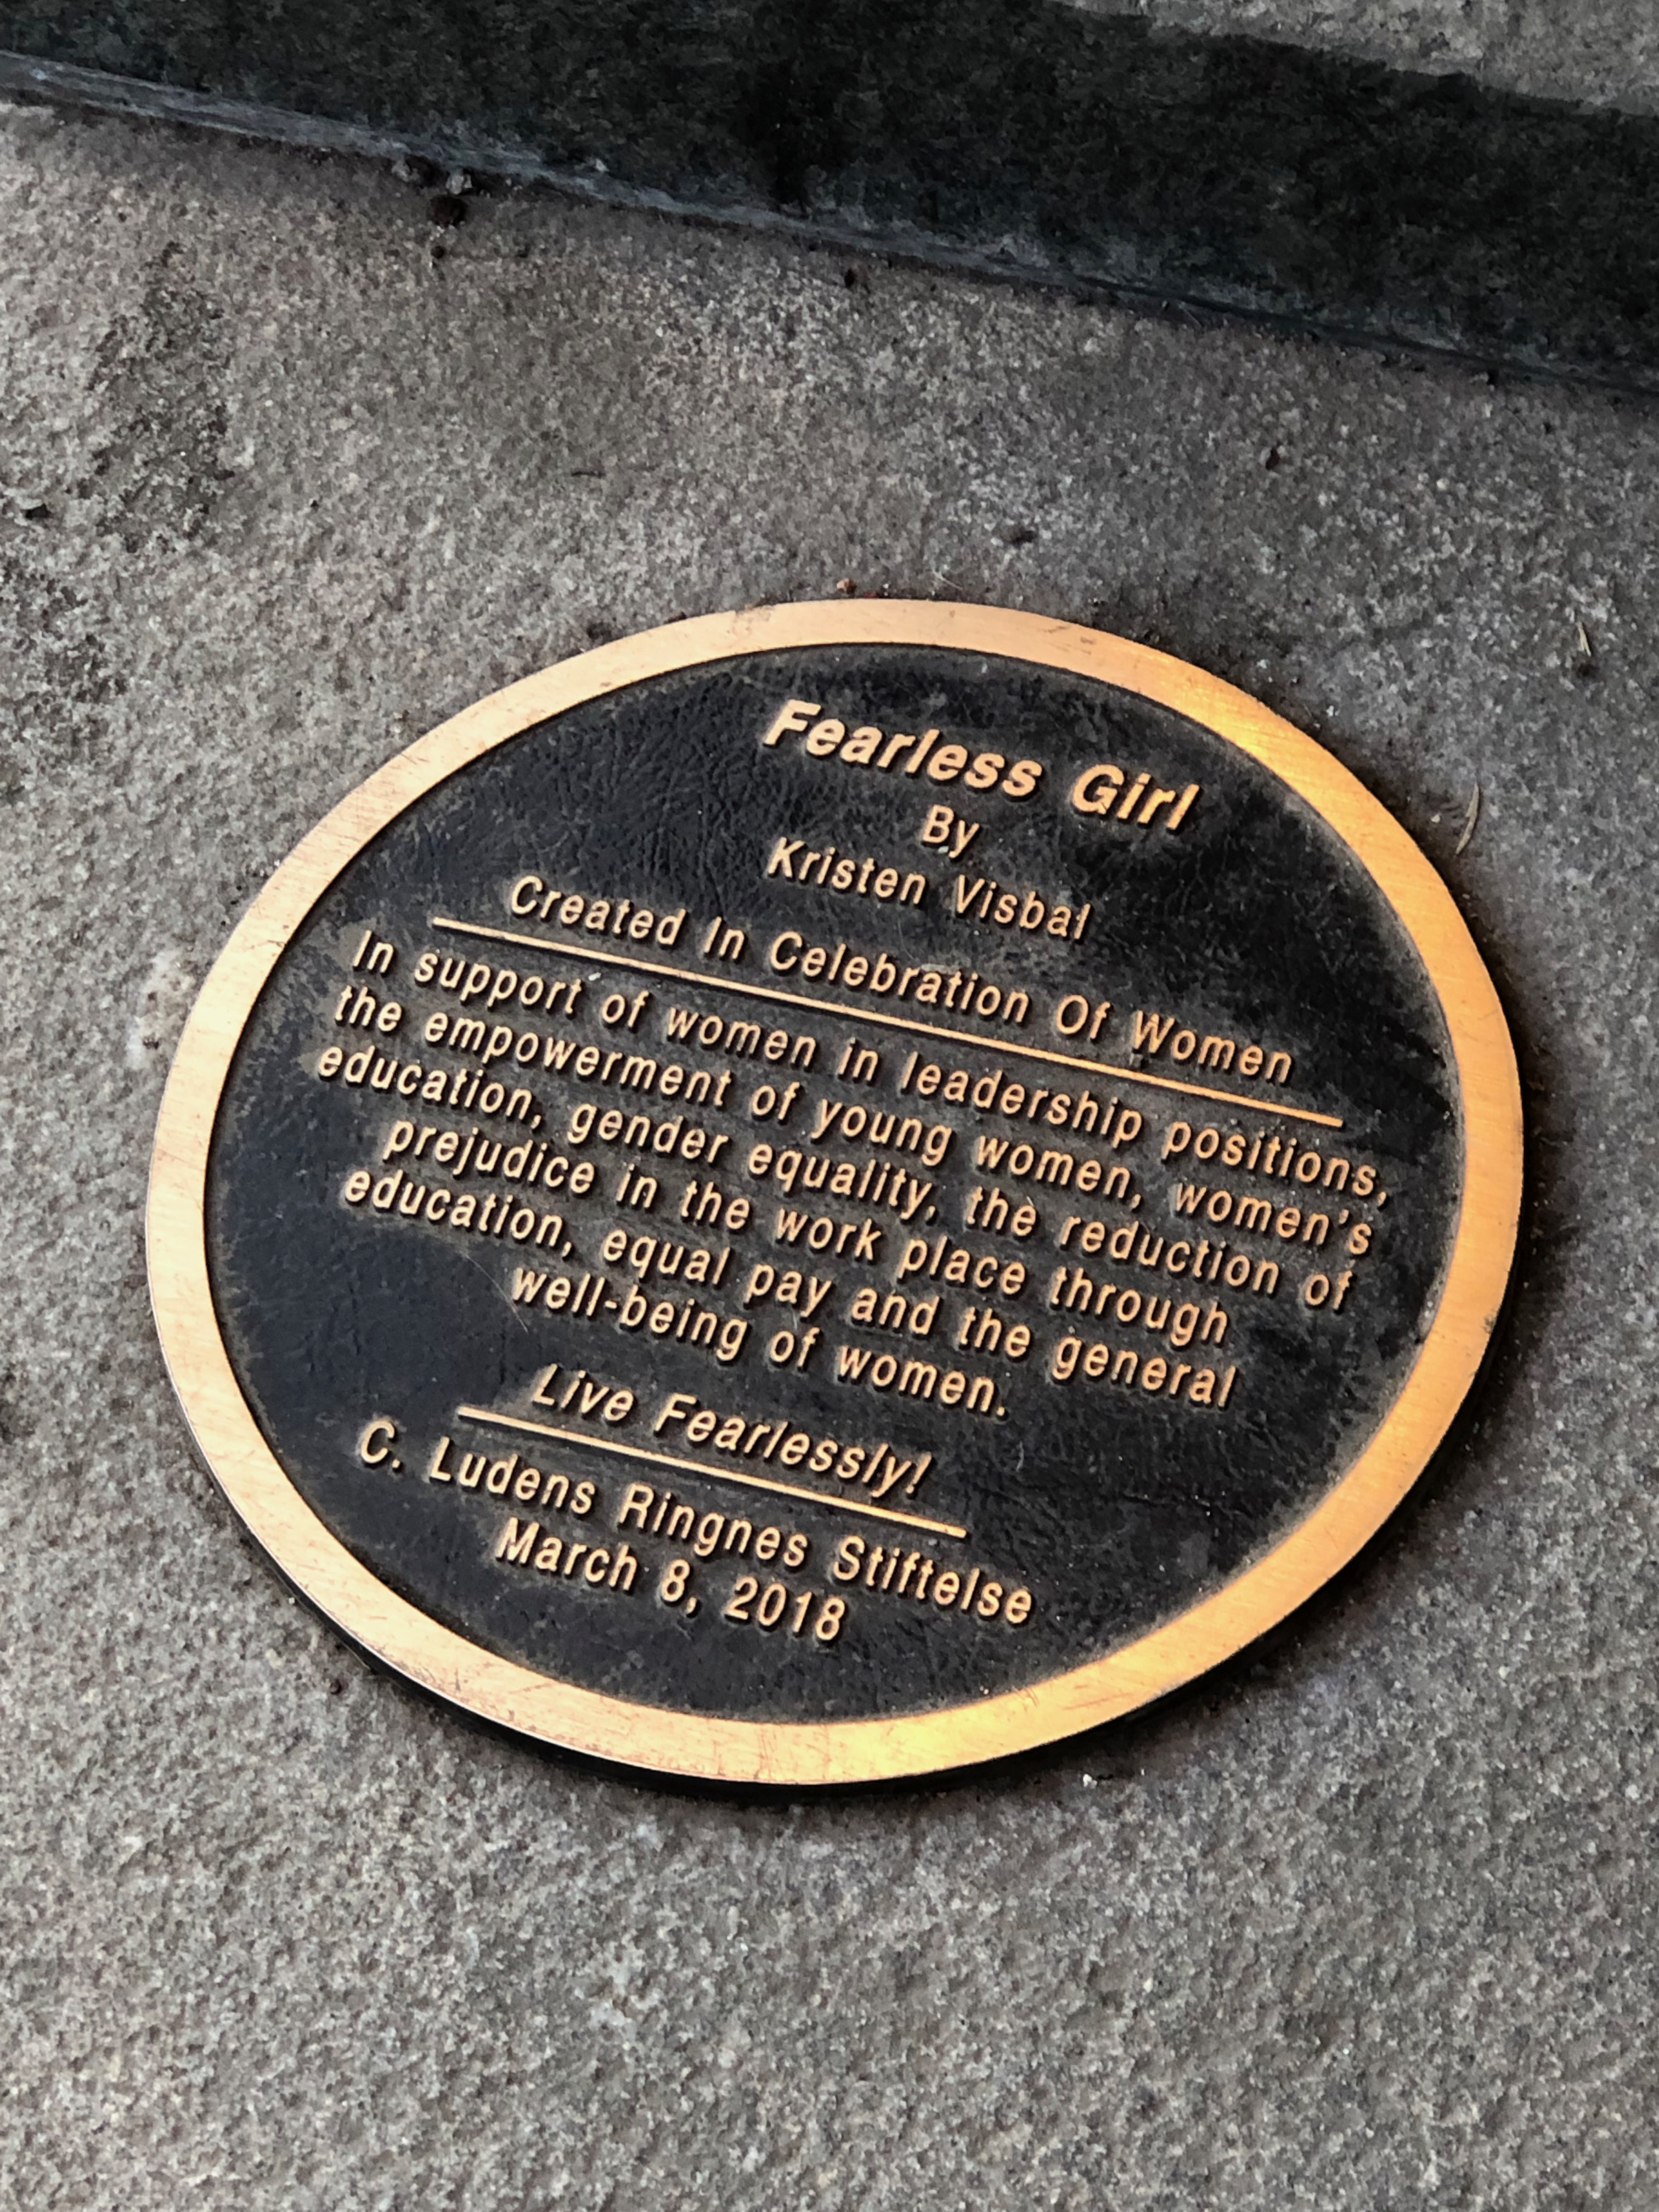 Fearless Girl
By
Kristen Visbal
Created In Celebration Of Women
In support of women in leadership positions,
the empowerment of young women, women's
education, gender equality, the reduction of
prejudice in the work place through
education, equal pay and the general
well-being of women.
Live Fearlessly!
C. Ludens Ringnes Stiftelse
March 8, 2018